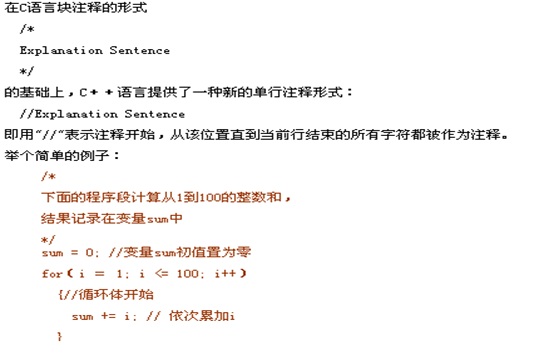 在C语言块注释的形式
/*
Explanation Sentence
*/
的基础上，C＋＋语言提供了一种新的单行注释形式：
//Explanation Sentence
即用"//"表示注释开始，从该位置直到当前行结束的所有字符都被作为注释。
举个简单的例子：
/*
下面的程序段计算从1到100的整数和，
结果记录在变量sum中
*/
sum = 0; //变量sum初值置为零
for（i ＝ 1; i <= 100; i++）
{//循环体开始
sum += i; // 依次累加i
}